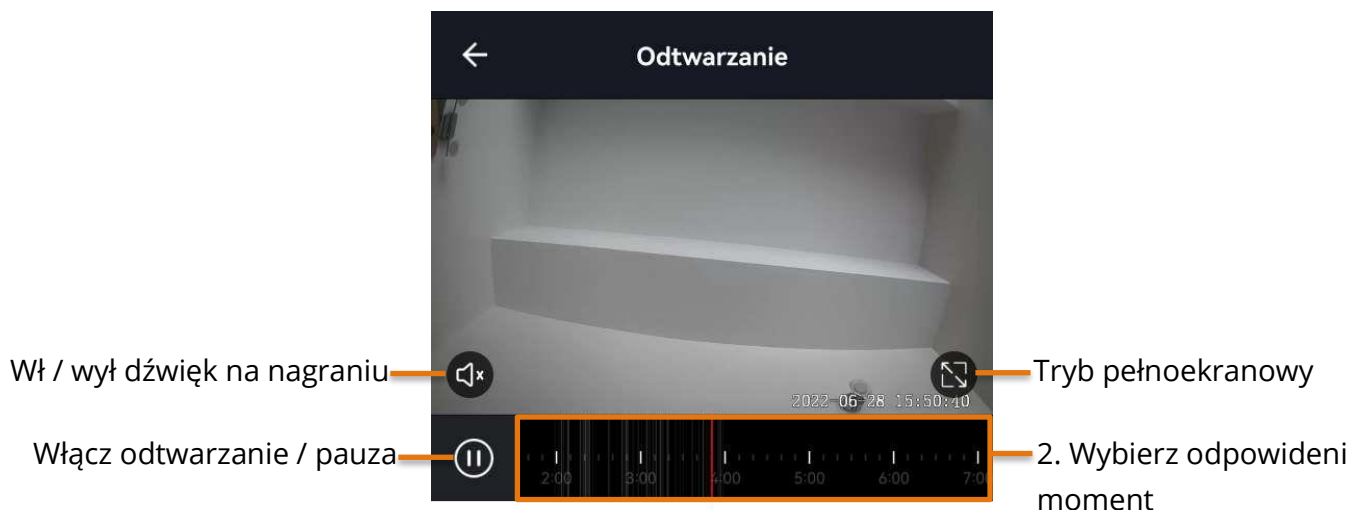 Odtwarzanie
Wł / wył dźwięk na nagraniu
Tryb pełnoekranowy
2022-06-28 15:50:40
Włącz odtwarzanie / pauza
2:00 3:00 4:00 5:00 6:00 7:00
2. Wybierz odpowideni
moment